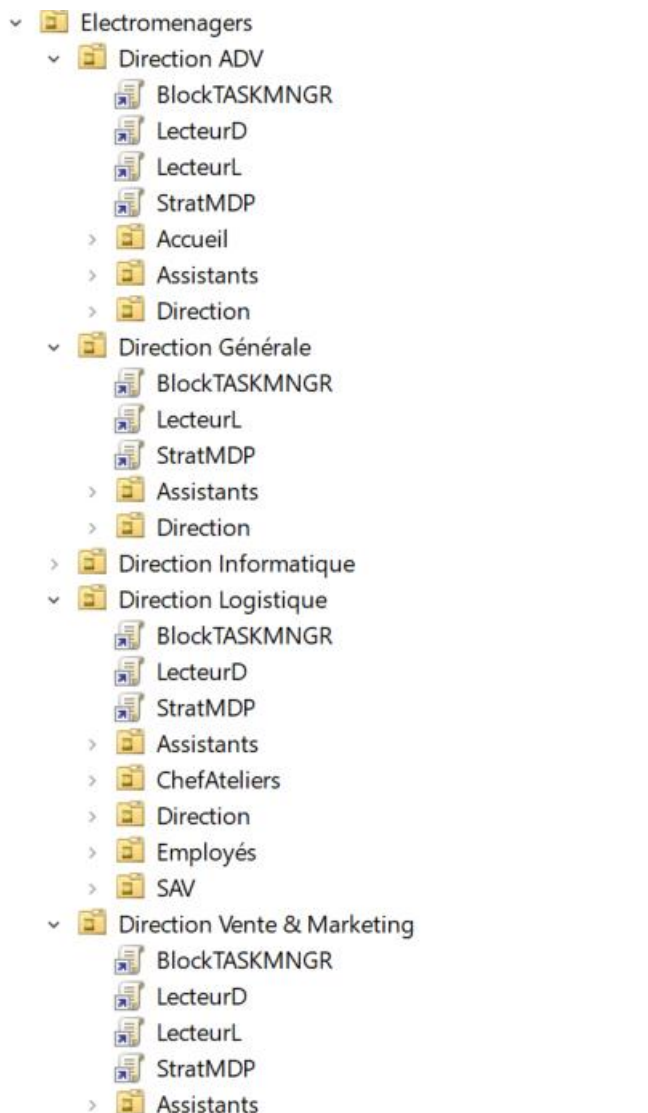 Electromenagers
Direction ADV
BlockTASKMNGR
LecteurD
LecteurL
StratMDP
Accueil
Assistants
Direction
Direction Générale
BlockTASKMNGR
LecteurL
StratMDP
Assistants
Direction
Direction Informatique
Direction Logistique
BlockTASKMNGR
LecteurD
StratMDP
Assistants
ChefAteliers
Direction
Employés
SAV
Direction Vente & Marketing
BlockTASKMNGR
LecteurD
LecteurL
StratMDP
Assistants